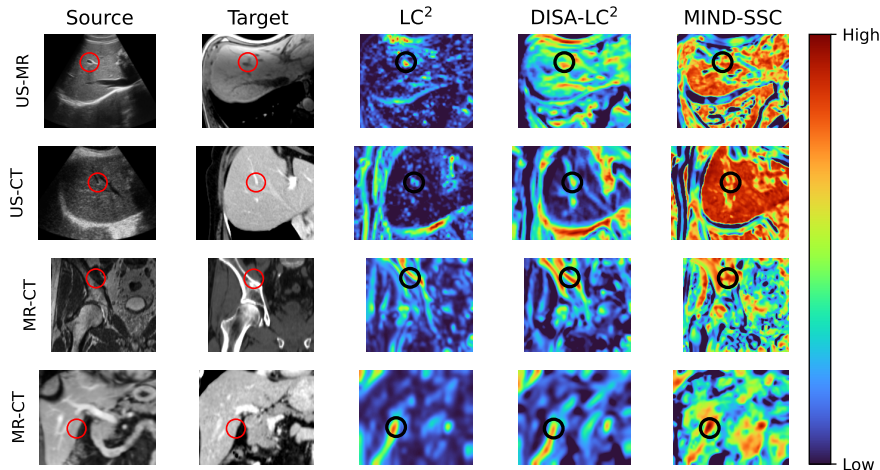 Source Target LC² DISA-LC² MIND-SSC
High
US-MR
US-CT
MR-CT
MR-CT
Low